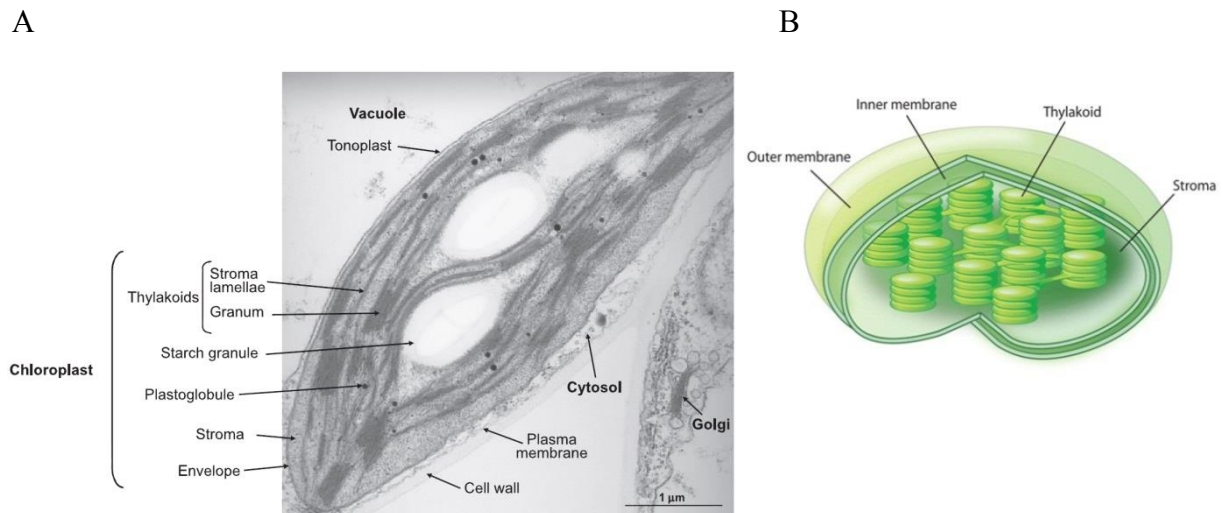 A
B
Vacuole
Tonoplast
Stroma
lamellae
Thylakoids
Granum
Starch granule
Chloroplast
Plastoglobule
Stroma
Envelope
Cytosol
Golgi
Plasma
membrane
Cell wall
1 μm
Inner membrane
Thylakoid
Outer membrane
Stroma